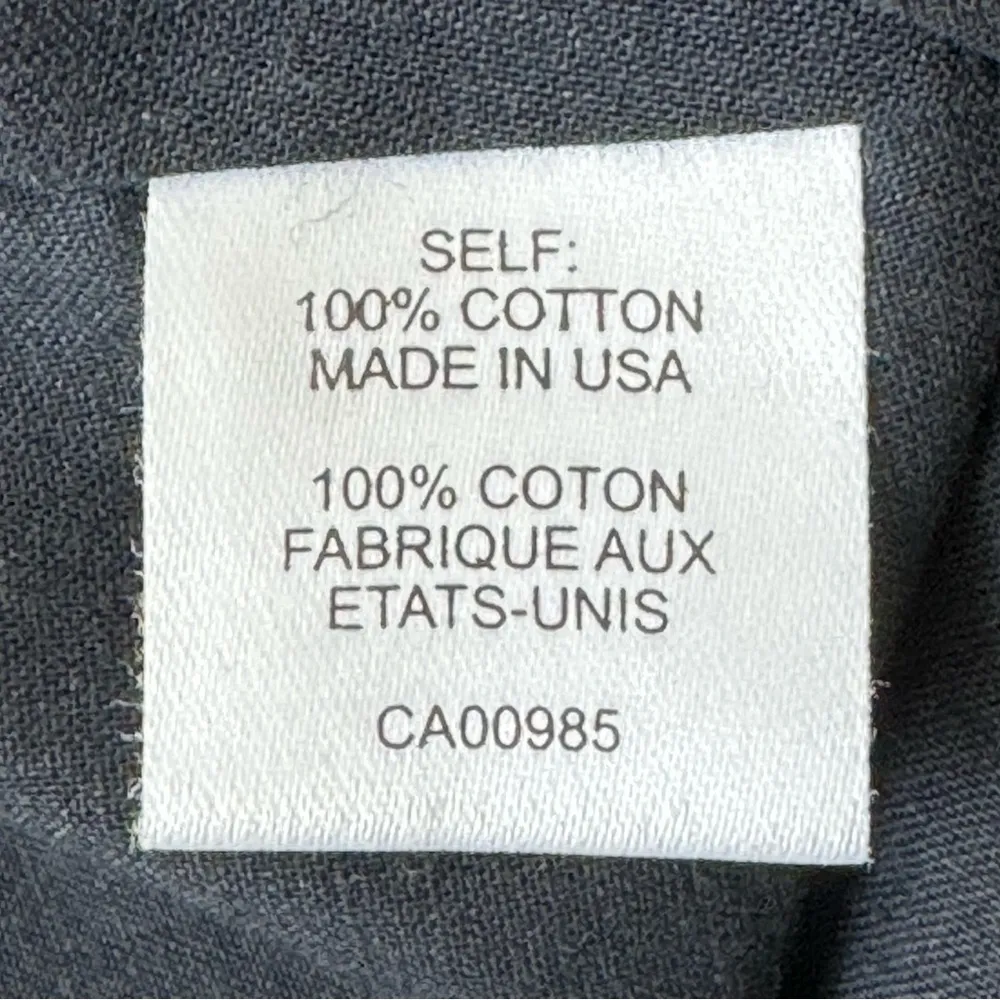 SELF:
100% COTTON
MADE IN USA
100% COTON
FABRIQUE AUX
ETATS-UNIS
CA00985